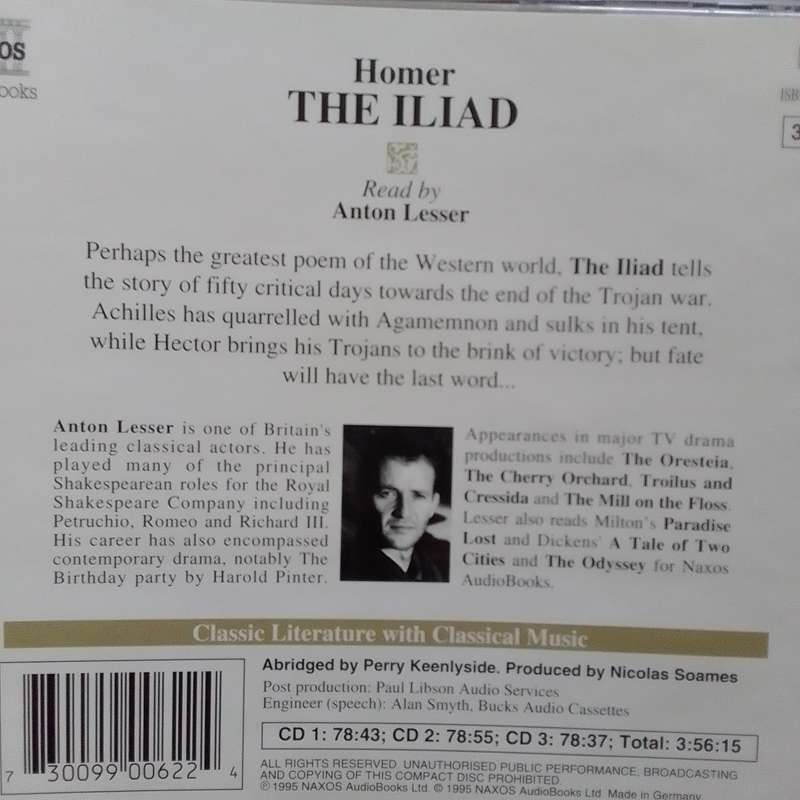 OS
ooks
Homer
THE ILIAD
ISB
3
Read by
Anton Lesser
Perhaps the greatest poem of the Western world, The Iliad tells
the story of fifty critical days towards the end of the Trojan war.
Achilles has quarrelled with Agamemnon and sulks in his tent,
while Hector brings his Trojans to the brink of victory; but fate
will have the last word...
Anton Lesser is one of Britain's
leading classical actors. He has
played many of the principal
Shakespearean roles for the Royal
Shakespeare Company including
Petruchio, Romeo and Richard III.
His career has also encompassed
contemporary drama, notably The
Birthday party by Harold Pinter.
Appearances in major TV drama
productions include The Oresteia,
The Cherry Orchard, Troilus and
Cressida and The Mill on the Floss.
Lesser also reads Milton's Paradise
Lost and Dickens' A Tale of Two
Cities and The Odyssey for Naxos
AudioBooks.
Classic Literature with Classical Music
Abridged by Perry Keenlyside. Produced by Nicolas Soames
Post production: Paul Libson Audio Services
Engineer (speech): Alan Smyth, Bucks Audio Cassettes
CD 1: 78:43; CD 2: 78:55; CD 3: 78:37; Total: 3:56:15
ALL RIGHTS RESERVED. UNAUTHORISED PUBLIC PERFORMANCE, BROADCASTING
AND COPYING OF THIS COMPACT DISC PROHIBITED.
℗ 1995 NAXOS AudioBooks Ltd. © 1995 NAXOS AudioBooks Ltd. Made in Germany.
7 30099 00622 4